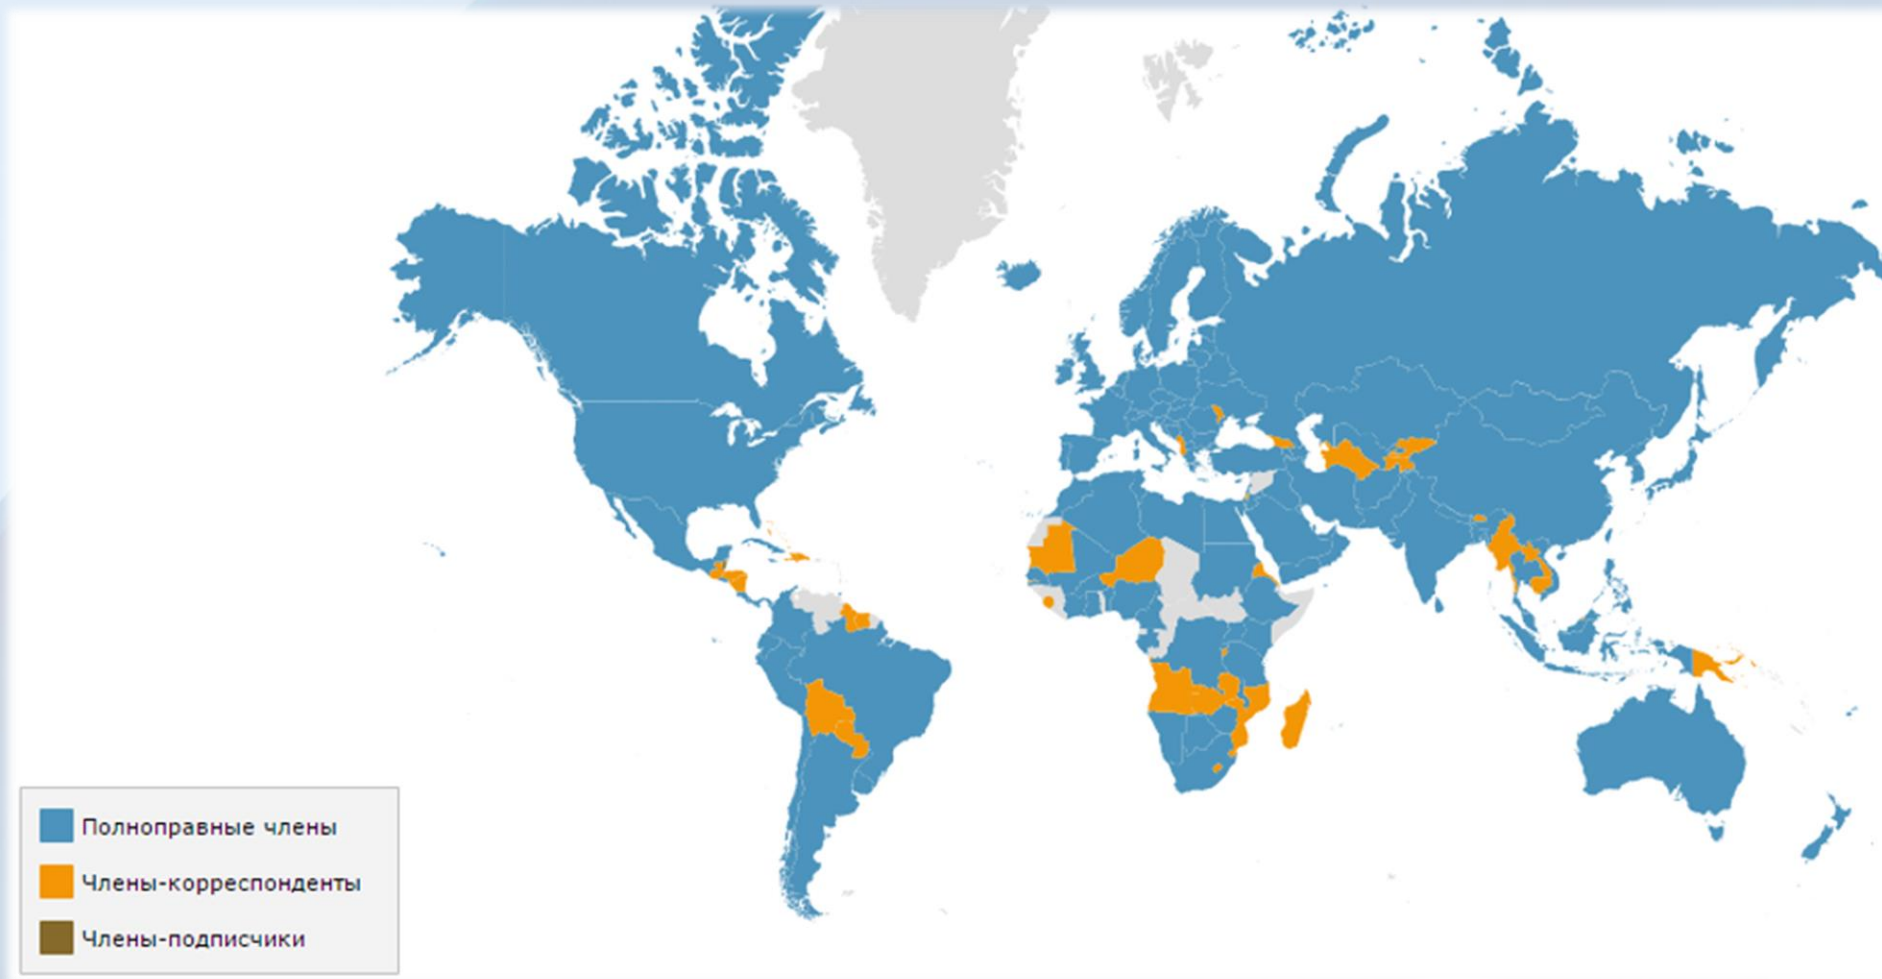 Полноправные члены
Члены-корреспонденты
Члены-подписчики